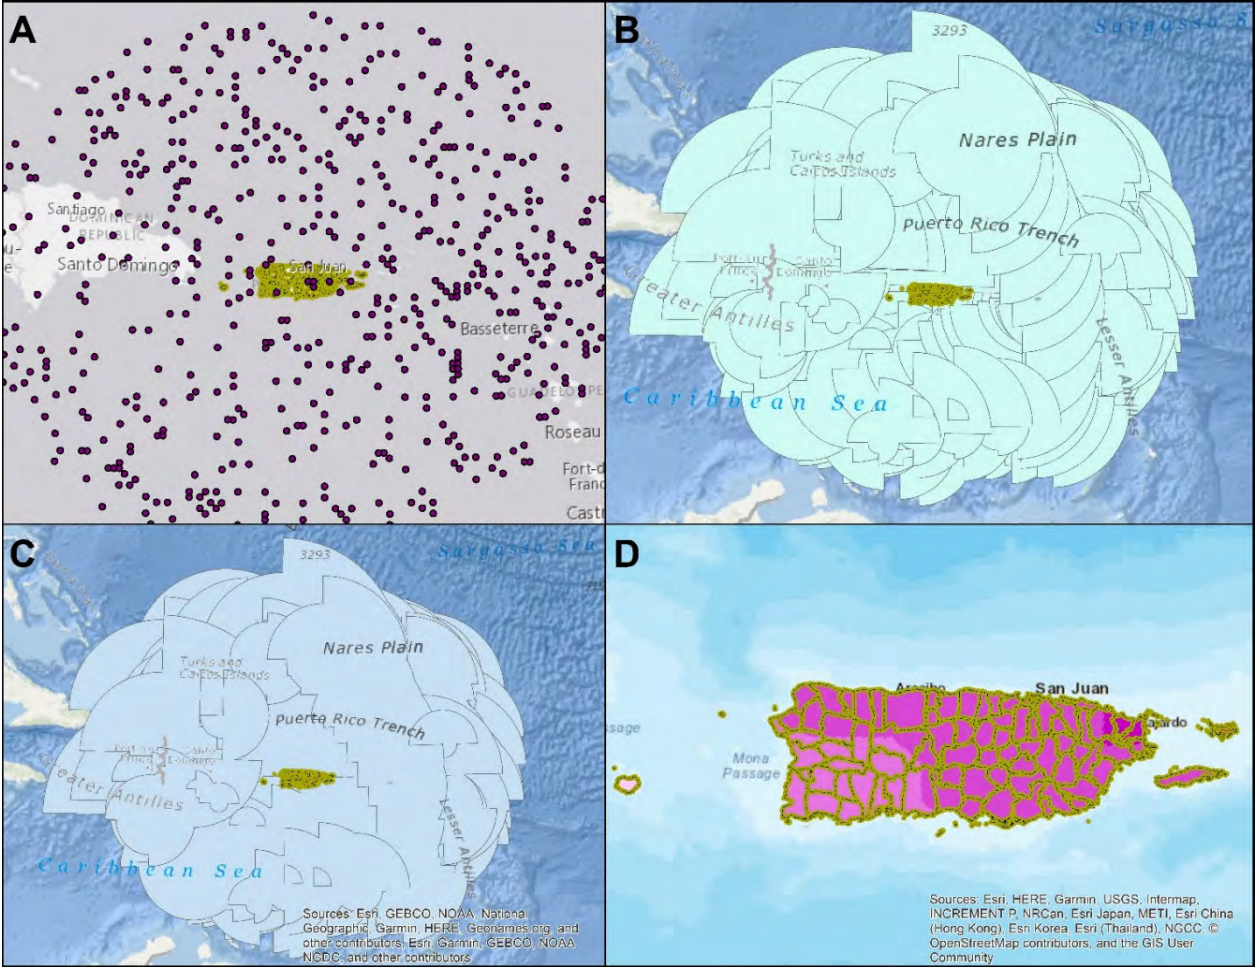 A
Santiago
DOMINICAN
REPUBLIC
Santo Domingo
San Juan
Basseterre
Roseau
Fort-d
Franc
Castr
B
3293
Sargasso S
Nares Plain
Turks and
Caicos Islands
Puerto Rico Trench
Greater Antilles
Lesser Antilles
Caribbean Sea
C
3293
Sargasso Sea
Nares Plain
Turks and
Caicos Islands
Puerto Rico Trench
Greater Antilles
Lesser Antilles
Caribbean Sea
Sources: Esri, GEBCO, NOAA, National
Geographic, Garmin, HERE, Geonames.org, and
other contributors, Esri, Garmin, GEBCO, NOAA
NCDC, and other contributors
D
San Juan
ajardo
ssage
Mona
Passage
Sources: Esri, HERE, Garmin, USGS, Intermap,
INCREMENT P, NRCan, Esri Japan, METI, Esri China
(Hong Kong), Esri Korea, Esri (Thailand), NGCC, ©
OpenStreetMap contributors, and the GIS User
Community